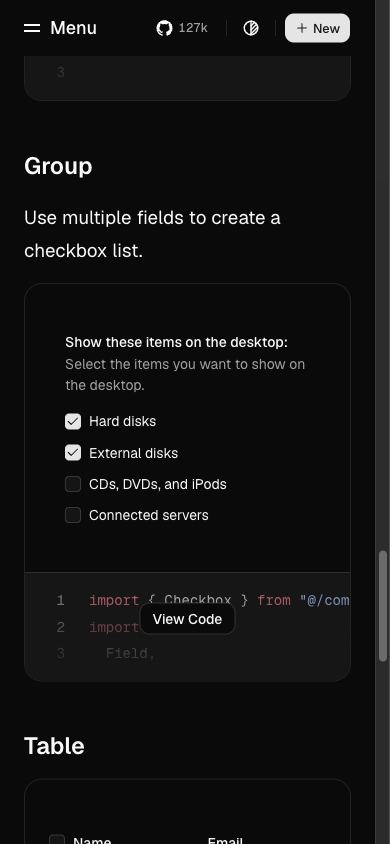 Menu 127k + New
3
Group
Use multiple fields to create a
checkbox list.
Show these items on the desktop:
Select the items you want to show on
the desktop.
Hard disks
External disks
CDs, DVDs, and iPods
Connected servers
1 import { Checkbox } from "@/com
2 import
View Code
3 Field,
Table
Name Email